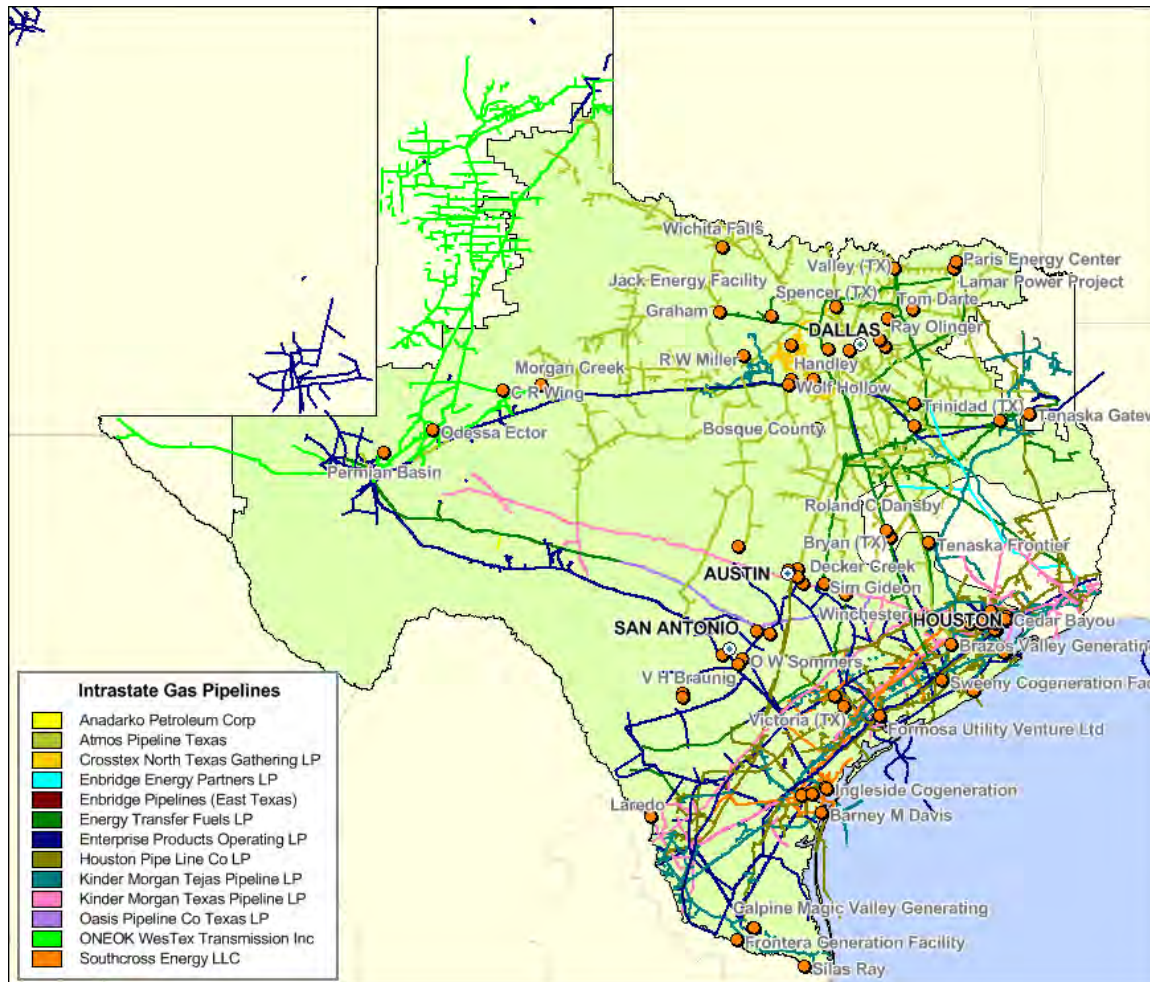 Wichita Falls
Valley (TX)
Paris Energy Center
Jack Energy Facility
Lamar Power Project
Spencer (TX)
Tom Darte
Graham
DALLAS
Ray Olinger
R W Miller
Handley
Morgan Creek
C R Wing
Wolf Hollow
Trinidad (TX)
Tenaska Gatew
Odessa Ector
Bosque County
Permian Basin
Roland C Dansby
Bryan (TX)
Tenaska Frontier
AUSTIN
Decker Creek
Sim Gideon
Winchester
HOUSTON
Cedar Bayou
SAN ANTONIO
Brazos Valley Generating
O W Sommers
V H Braunig
Sweeny Cogeneration Fac
Victoria (TX)
Formosa Utility Venture Ltd
Ingleside Cogeneration
Laredo
Barney M Davis
Calpine Magic Valley Generating
Frontera Generation Facility
Silas Ray
Intrastate Gas Pipelines
Anadarko Petroleum Corp
Atmos Pipeline Texas
Crosstex North Texas Gathering LP
Enbridge Energy Partners LP
Enbridge Pipelines (East Texas)
Energy Transfer Fuels LP
Enterprise Products Operating LP
Houston Pipe Line Co LP
Kinder Morgan Tejas Pipeline LP
Kinder Morgan Texas Pipeline LP
Oasis Pipeline Co Texas LP
ONEOK WesTex Transmission Inc
Southcross Energy LLC